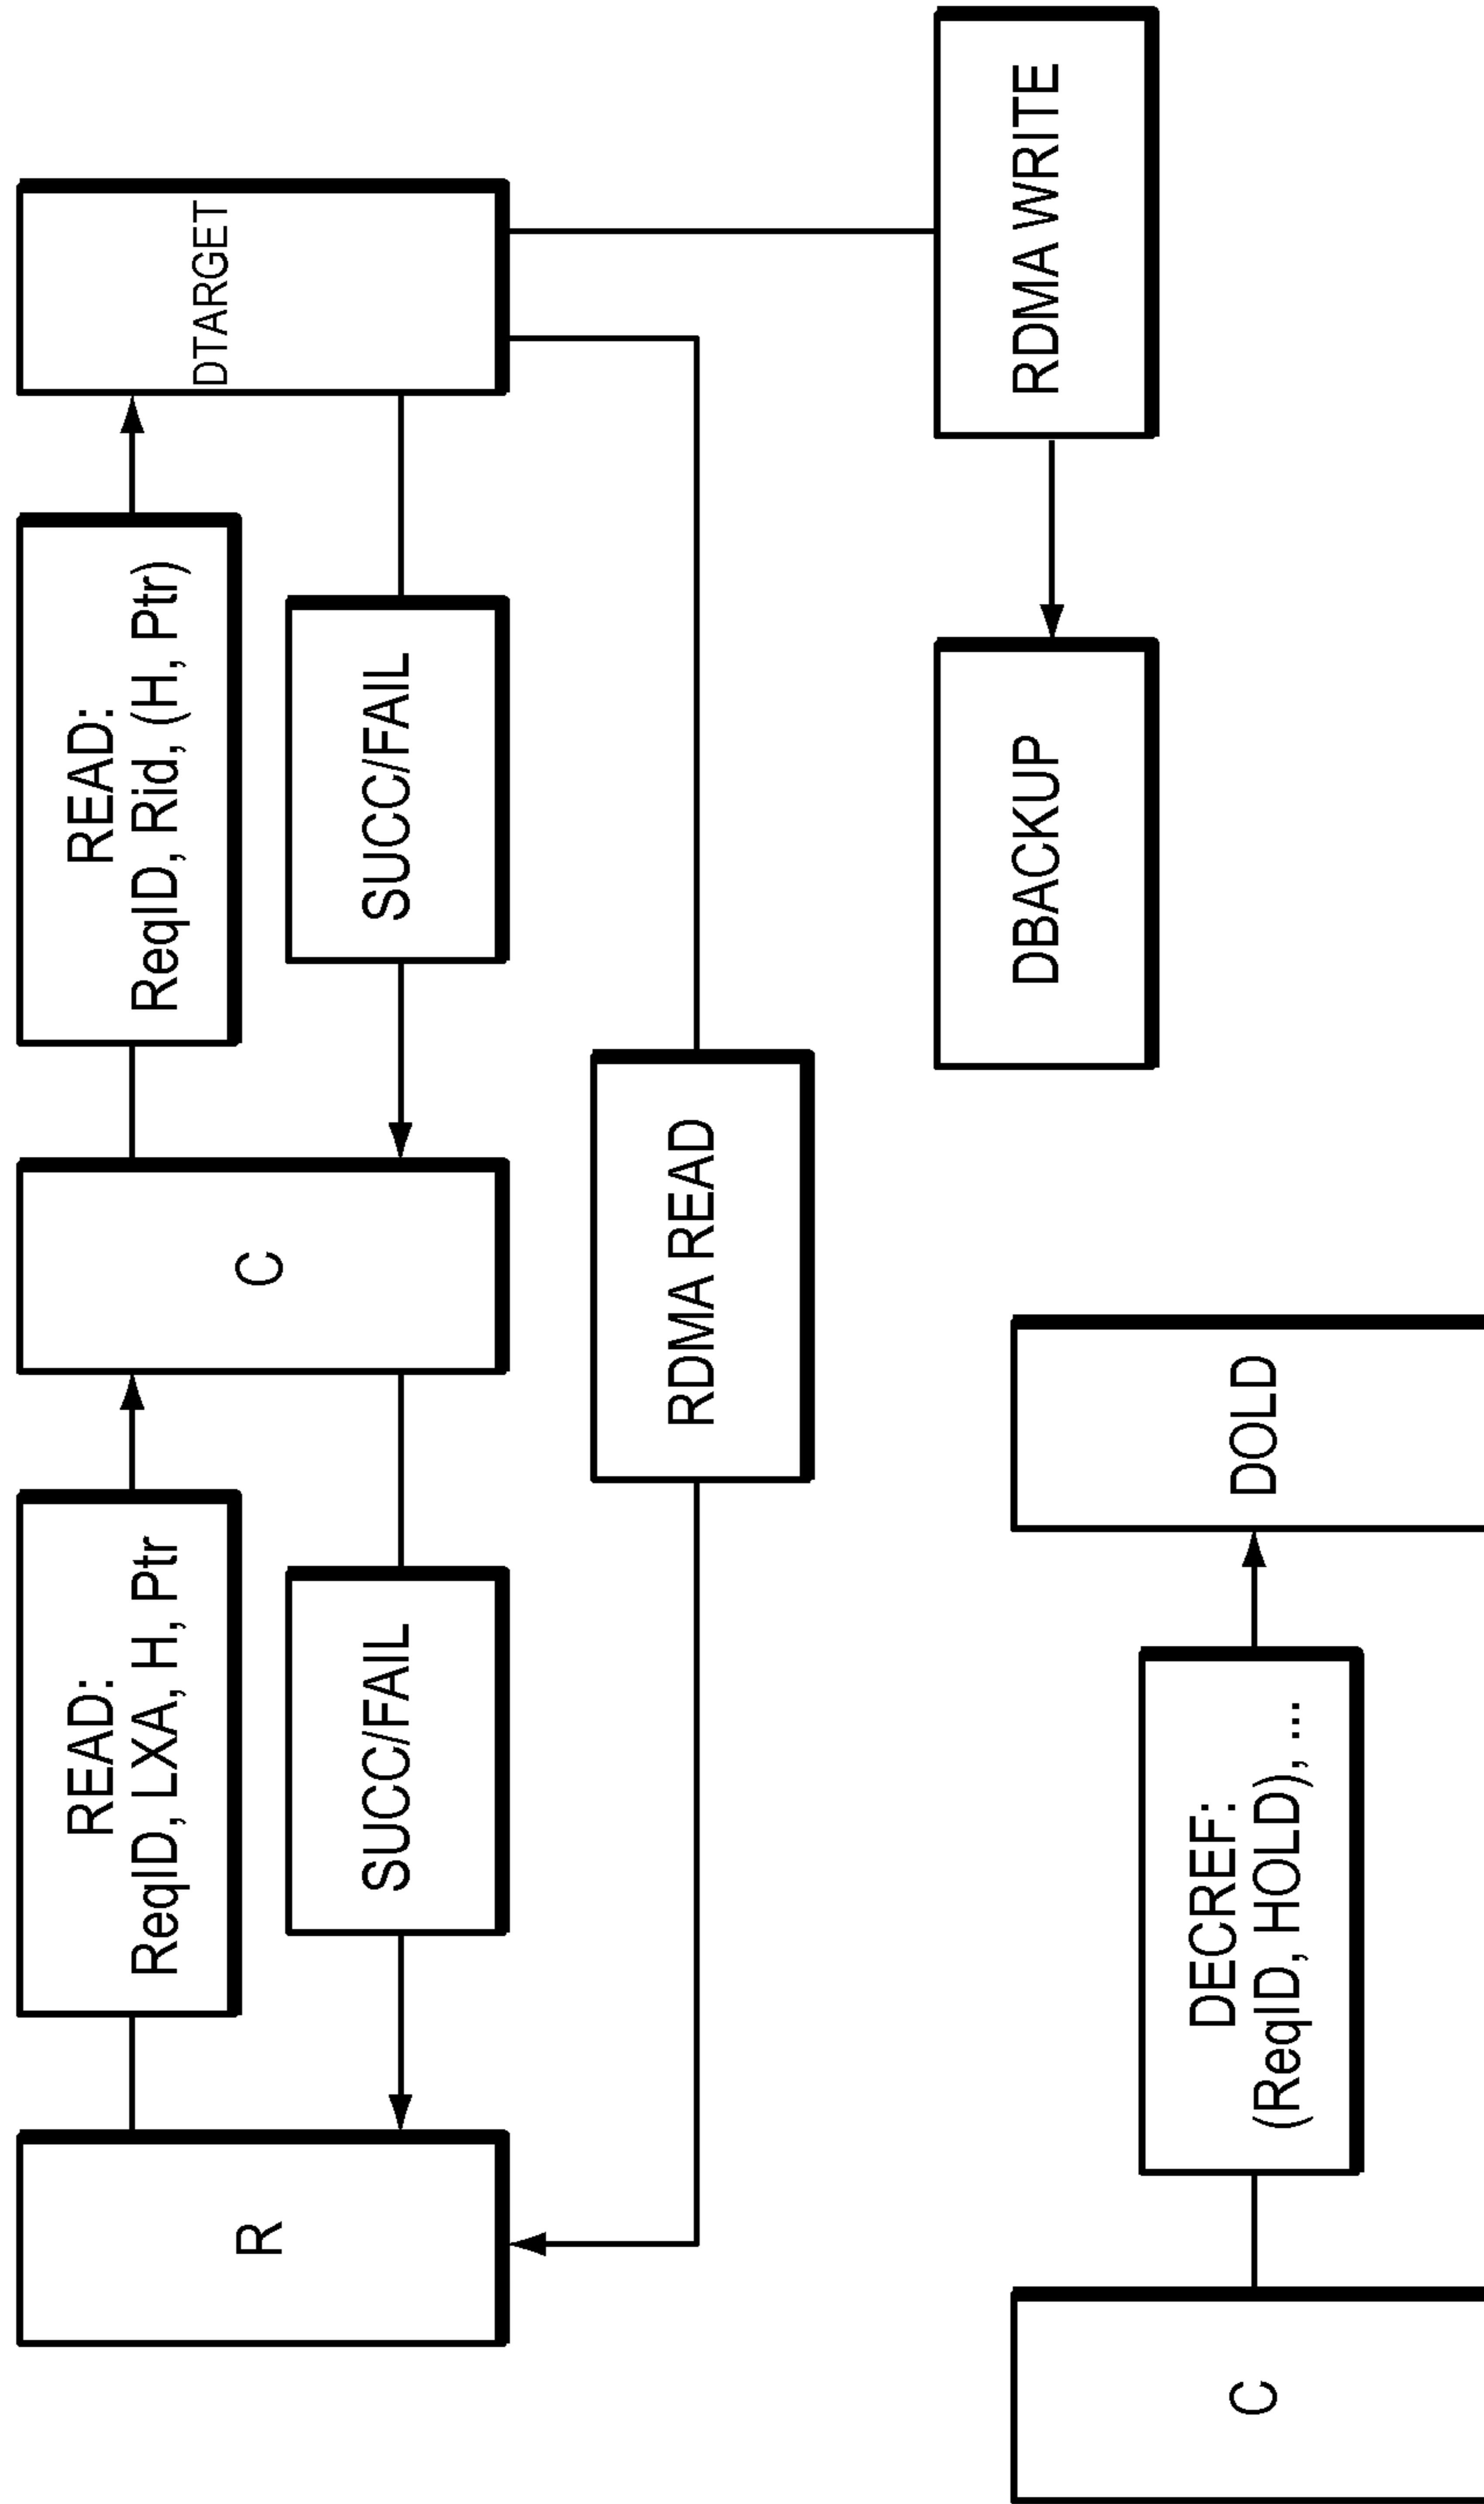 R
READ:
ReqID, LXA, H, Ptr
C
READ:
ReqID, Rid, (H, Ptr)
DTARGET
SUCC/FAIL
SUCC/FAIL
RDMA READ
DBACKUP
RDMA WRITE
C
DECREF:
(ReqID, HOLD), ...
DOLD